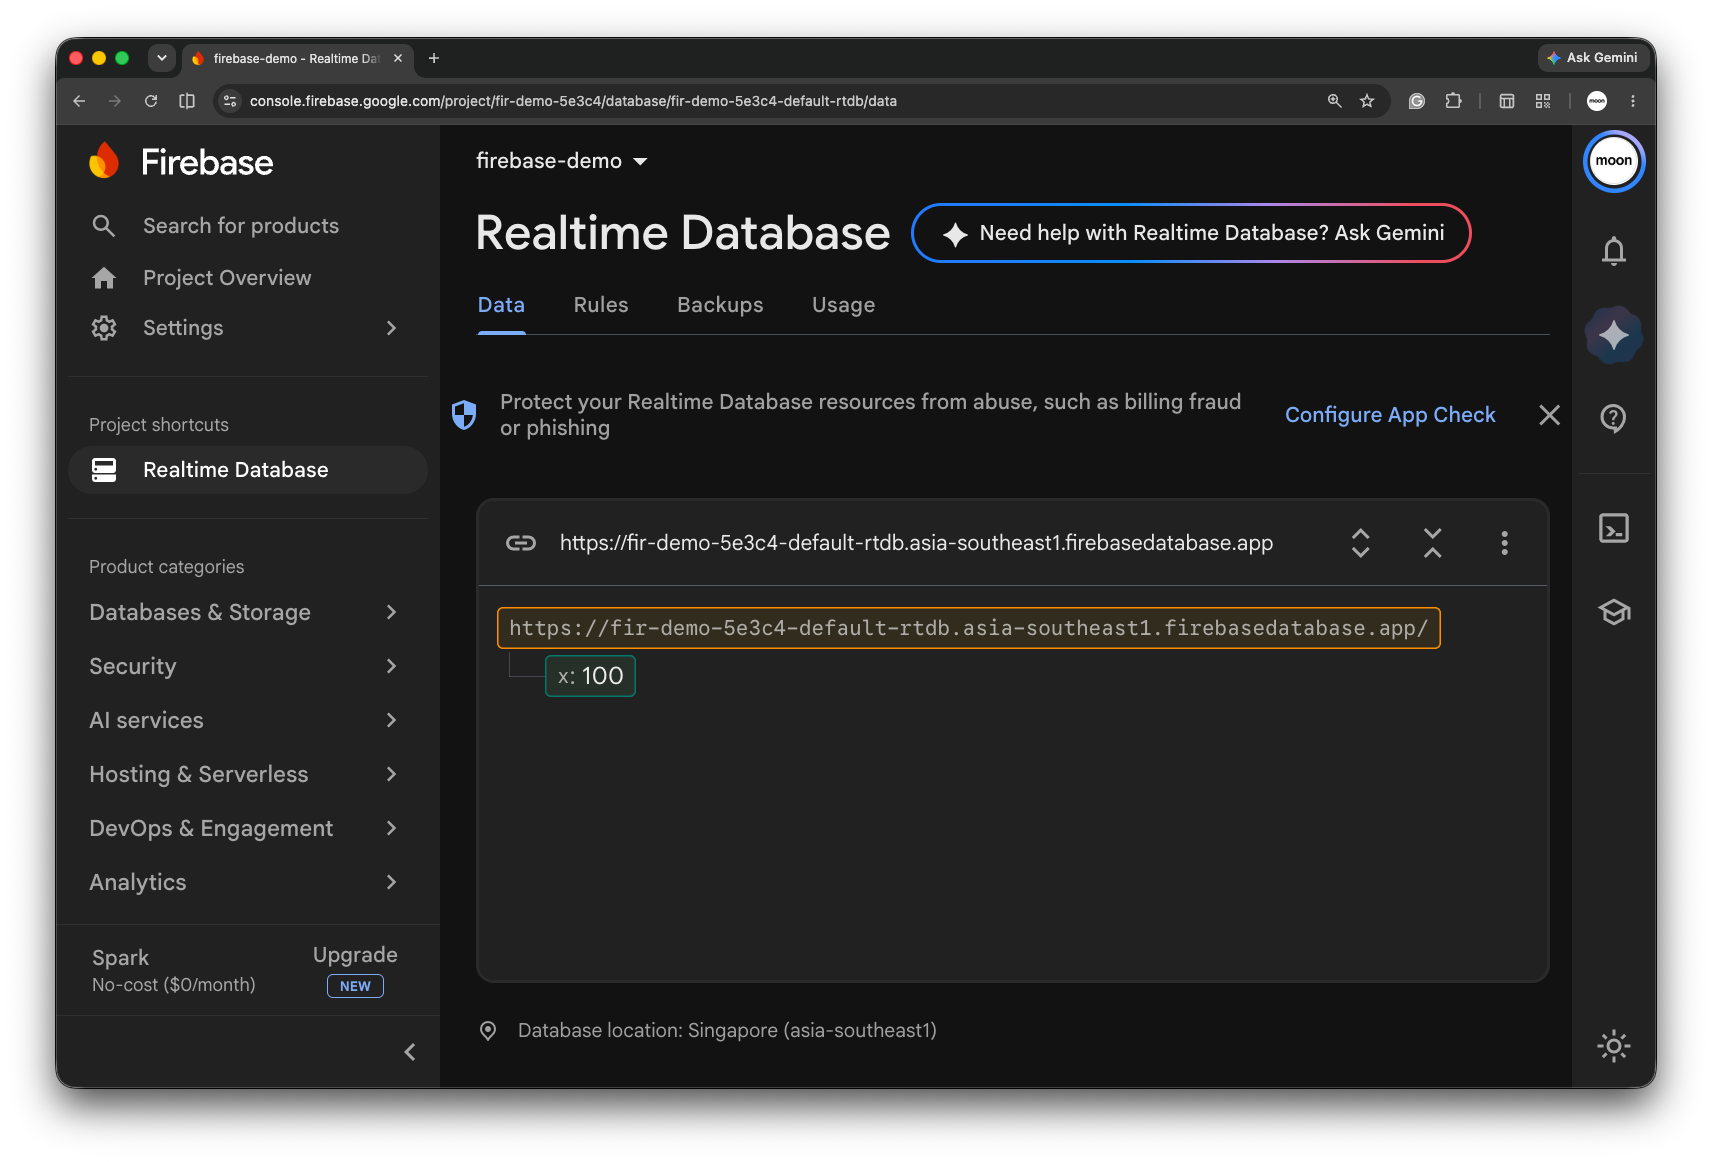 firebase-demo - Realtime Dat
Ask Gemini
console.firebase.google.com/project/fir-demo-5e3c4/database/fir-demo-5e3c4-default-rtdb/data
moon
Firebase
Search for products
Project Overview
Settings
Project shortcuts
Realtime Database
Product categories
Databases & Storage
Security
AI services
Hosting & Serverless
DevOps & Engagement
Analytics
Spark
No-cost ($0/month)
Upgrade
NEW
firebase-demo
Realtime Database
Need help with Realtime Database? Ask Gemini
Data Rules Backups Usage
Protect your Realtime Database resources from abuse, such as billing fraud
or phishing
Configure App Check
https://fir-demo-5e3c4-default-rtdb.asia-southeast1.firebasedatabase.app
https://fir-demo-5e3c4-default-rtdb.asia-southeast1.firebasedatabase.app/
x: 100
Database location: Singapore (asia-southeast1)
moon